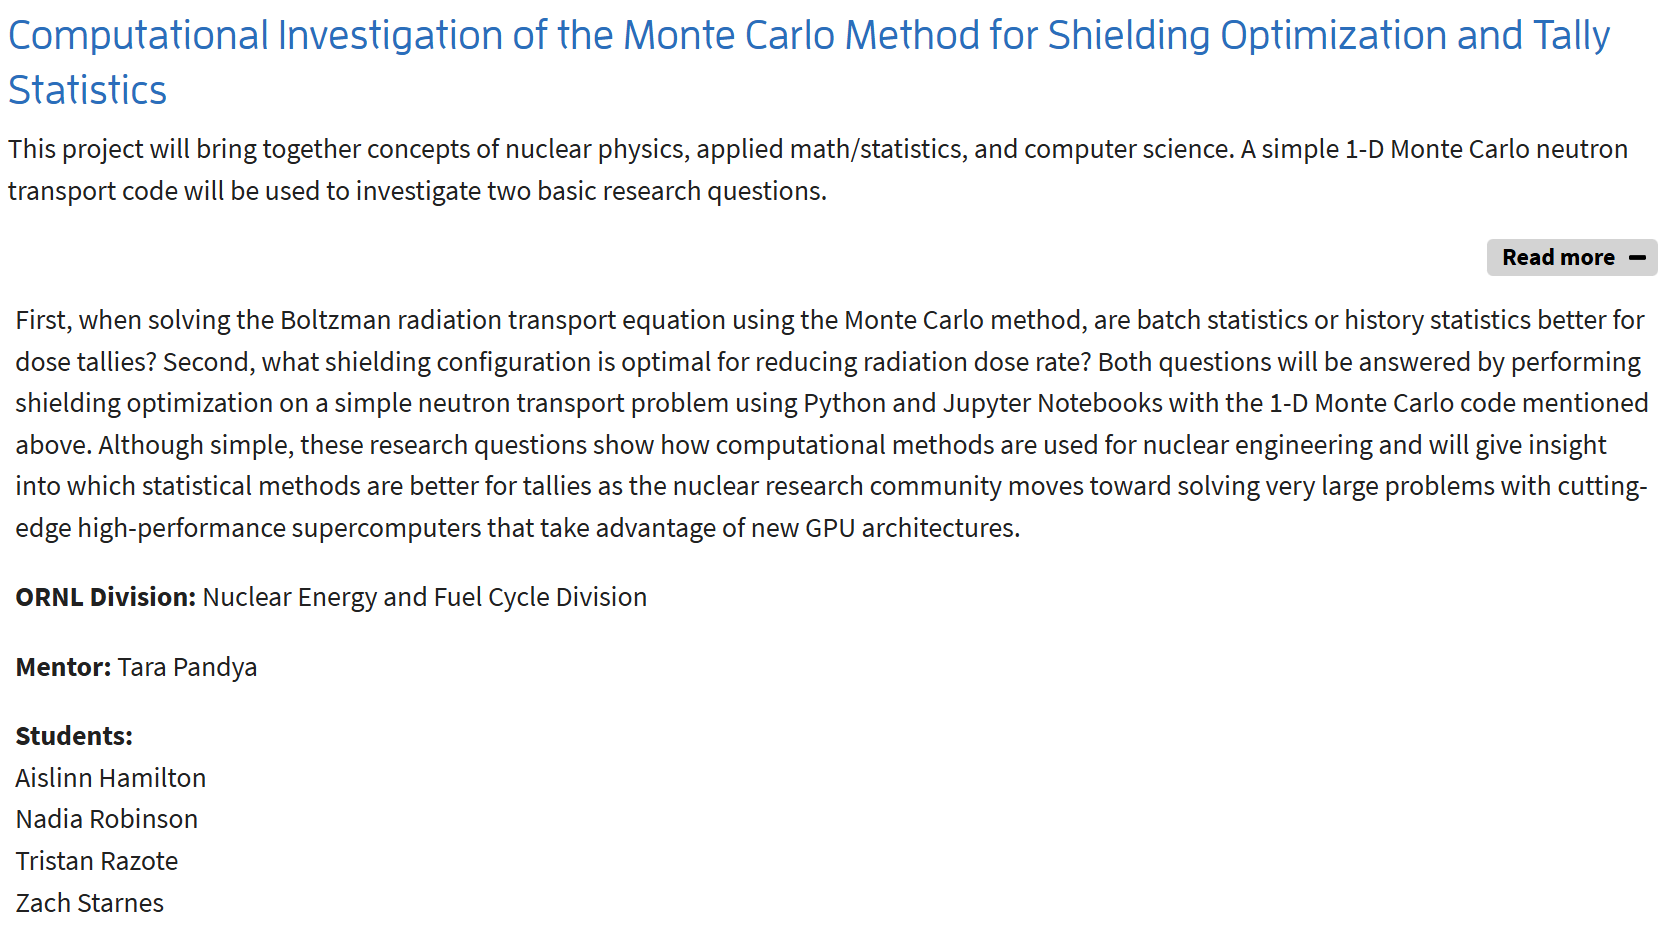 Computational Investigation of the Monte Carlo Method for Shielding Optimization and Tally
Statistics
This project will bring together concepts of nuclear physics, applied math/statistics, and computer science. A simple 1-D Monte Carlo neutron
transport code will be used to investigate two basic research questions.
Read more −
First, when solving the Boltzman radiation transport equation using the Monte Carlo method, are batch statistics or history statistics better for
dose tallies? Second, what shielding configuration is optimal for reducing radiation dose rate? Both questions will be answered by performing
shielding optimization on a simple neutron transport problem using Python and Jupyter Notebooks with the 1-D Monte Carlo code mentioned
above. Although simple, these research questions show how computational methods are used for nuclear engineering and will give insight
into which statistical methods are better for tallies as the nuclear research community moves toward solving very large problems with cutting-
edge high-performance supercomputers that take advantage of new GPU architectures.
ORNL Division: Nuclear Energy and Fuel Cycle Division
Mentor: Tara Pandya
Students:
Aislinn Hamilton
Nadia Robinson
Tristan Razote
Zach Starnes